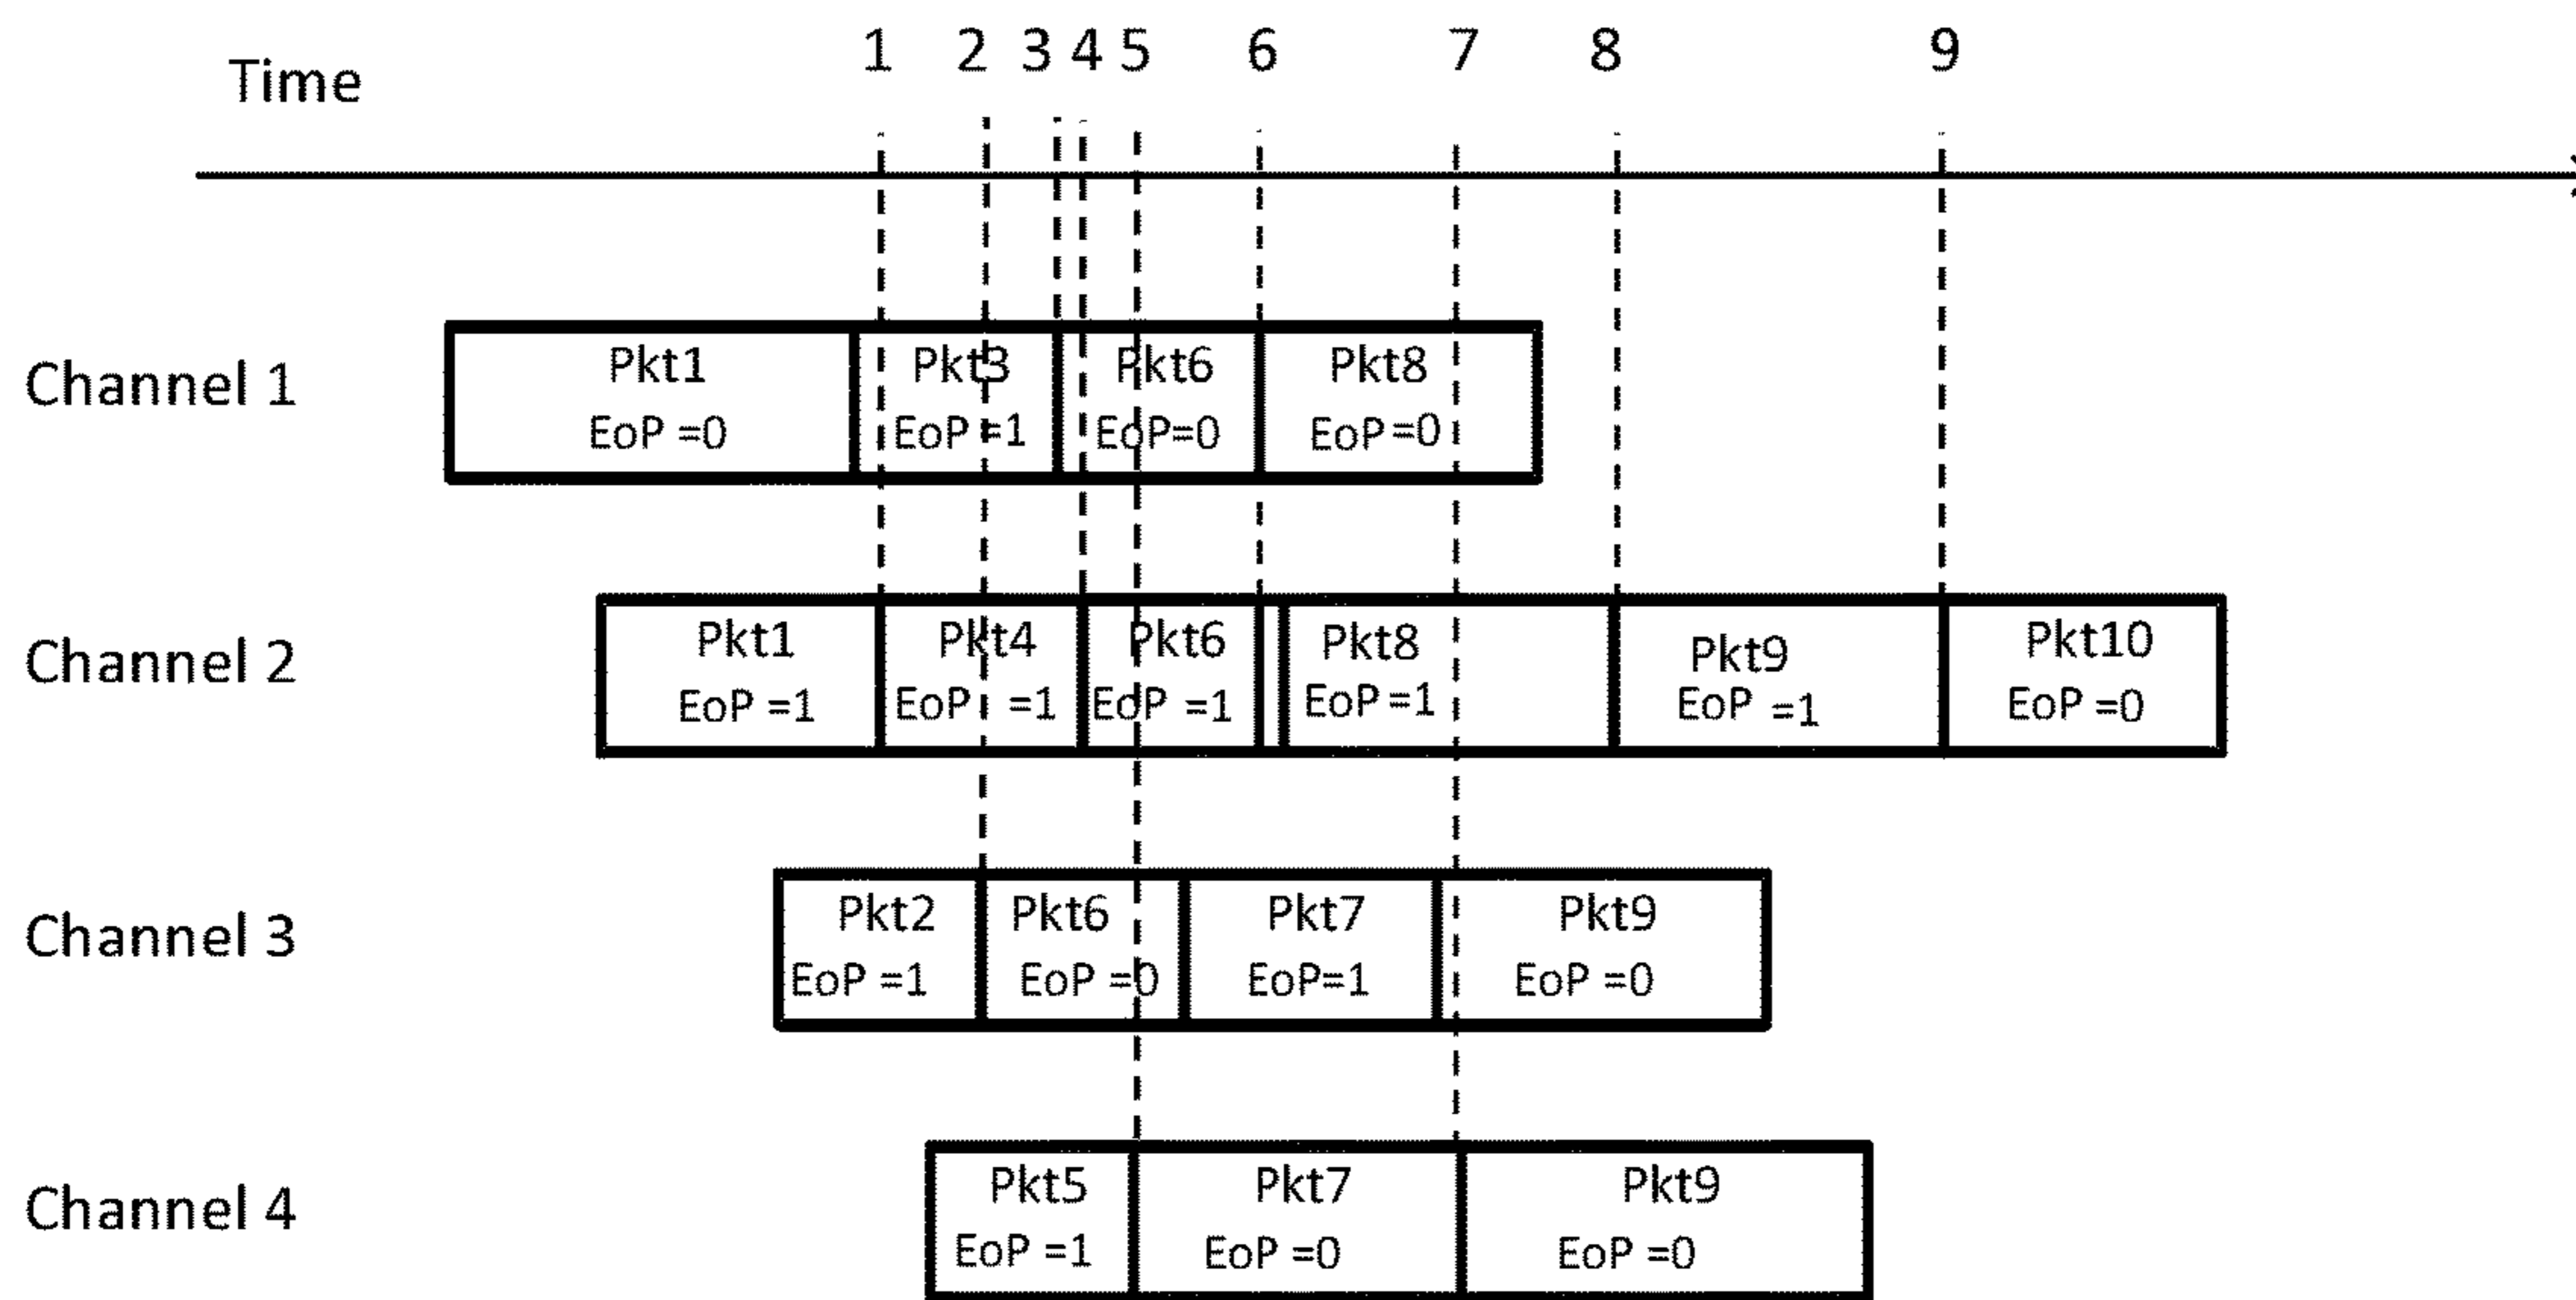 Time
1 2 3 4 5 6 7 8 9
Channel 1
Pkt1
EoP =0
Pkt3
EoP =1
Pkt6
EoP=0
Pkt8
EoP =0
Channel 2
Pkt1
EoP =1
Pkt4
EoP =1
Pkt6
EoP =1
Pkt8
EoP =1
Pkt9
EoP =1
Pkt10
EoP =0
Channel 3
Pkt2
EoP =1
Pkt6
EoP =0
Pkt7
EoP=1
Pkt9
EoP =0
Channel 4
Pkt5
EoP =1
Pkt7
EoP =0
Pkt9
EoP =0